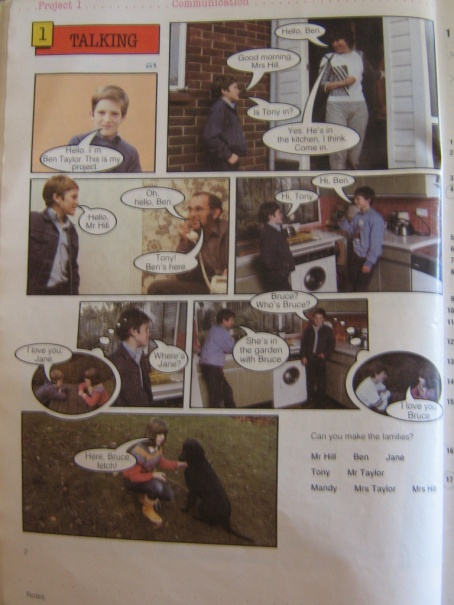 Project 1
Communication
1
TALKING
Hello. I'm
Ben Taylor. This is my
project
Hello, Ben.
Good morning,
Mrs Hill.
Is Tony in?
Yes. He's in
the kitchen, I think.
Come in.
Hello,
Mr Hill
Oh,
hello, Ben.
Tony!
Ben's here.
Hi, Tony
Hi, Ben.
I love you,
Jane.
Where's
Jane?
Bruce?
Who's Bruce?
She's in
the garden
with Bruce.
I love you
Bruce
Here, Bruce,
fetch!
Can you make the families?
Mr Hill Ben Jane
Tony Mr Taylor
Mandy Mrs Taylor Mrs Hill
2